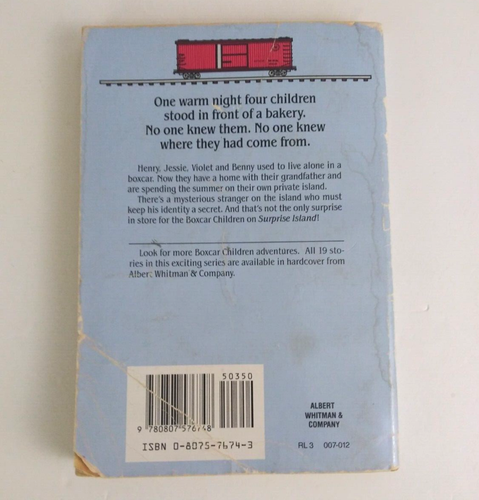 One warm night four children
stood in front of a bakery.
No one knew them. No one knew
where they had come from.
Henry, Jessie, Violet and Benny used to live alone in a
boxcar. Now they have a home with their grandfather and
are spending the summer on their own private island.
There's a mysterious stranger on the island who must
keep his identity a secret. And that's not the only surprise
in store for the Boxcar Children on Surprise Island!
Look for more Boxcar Children adventures. All 19 sto-
ries in this exciting series are available in hardcover from
Albert Whitman & Company.
50350
9 780807 576748
ISBN 0-8075-7674-3
ALBERT
WHITMAN &
COMPANY
RL 3 007-012